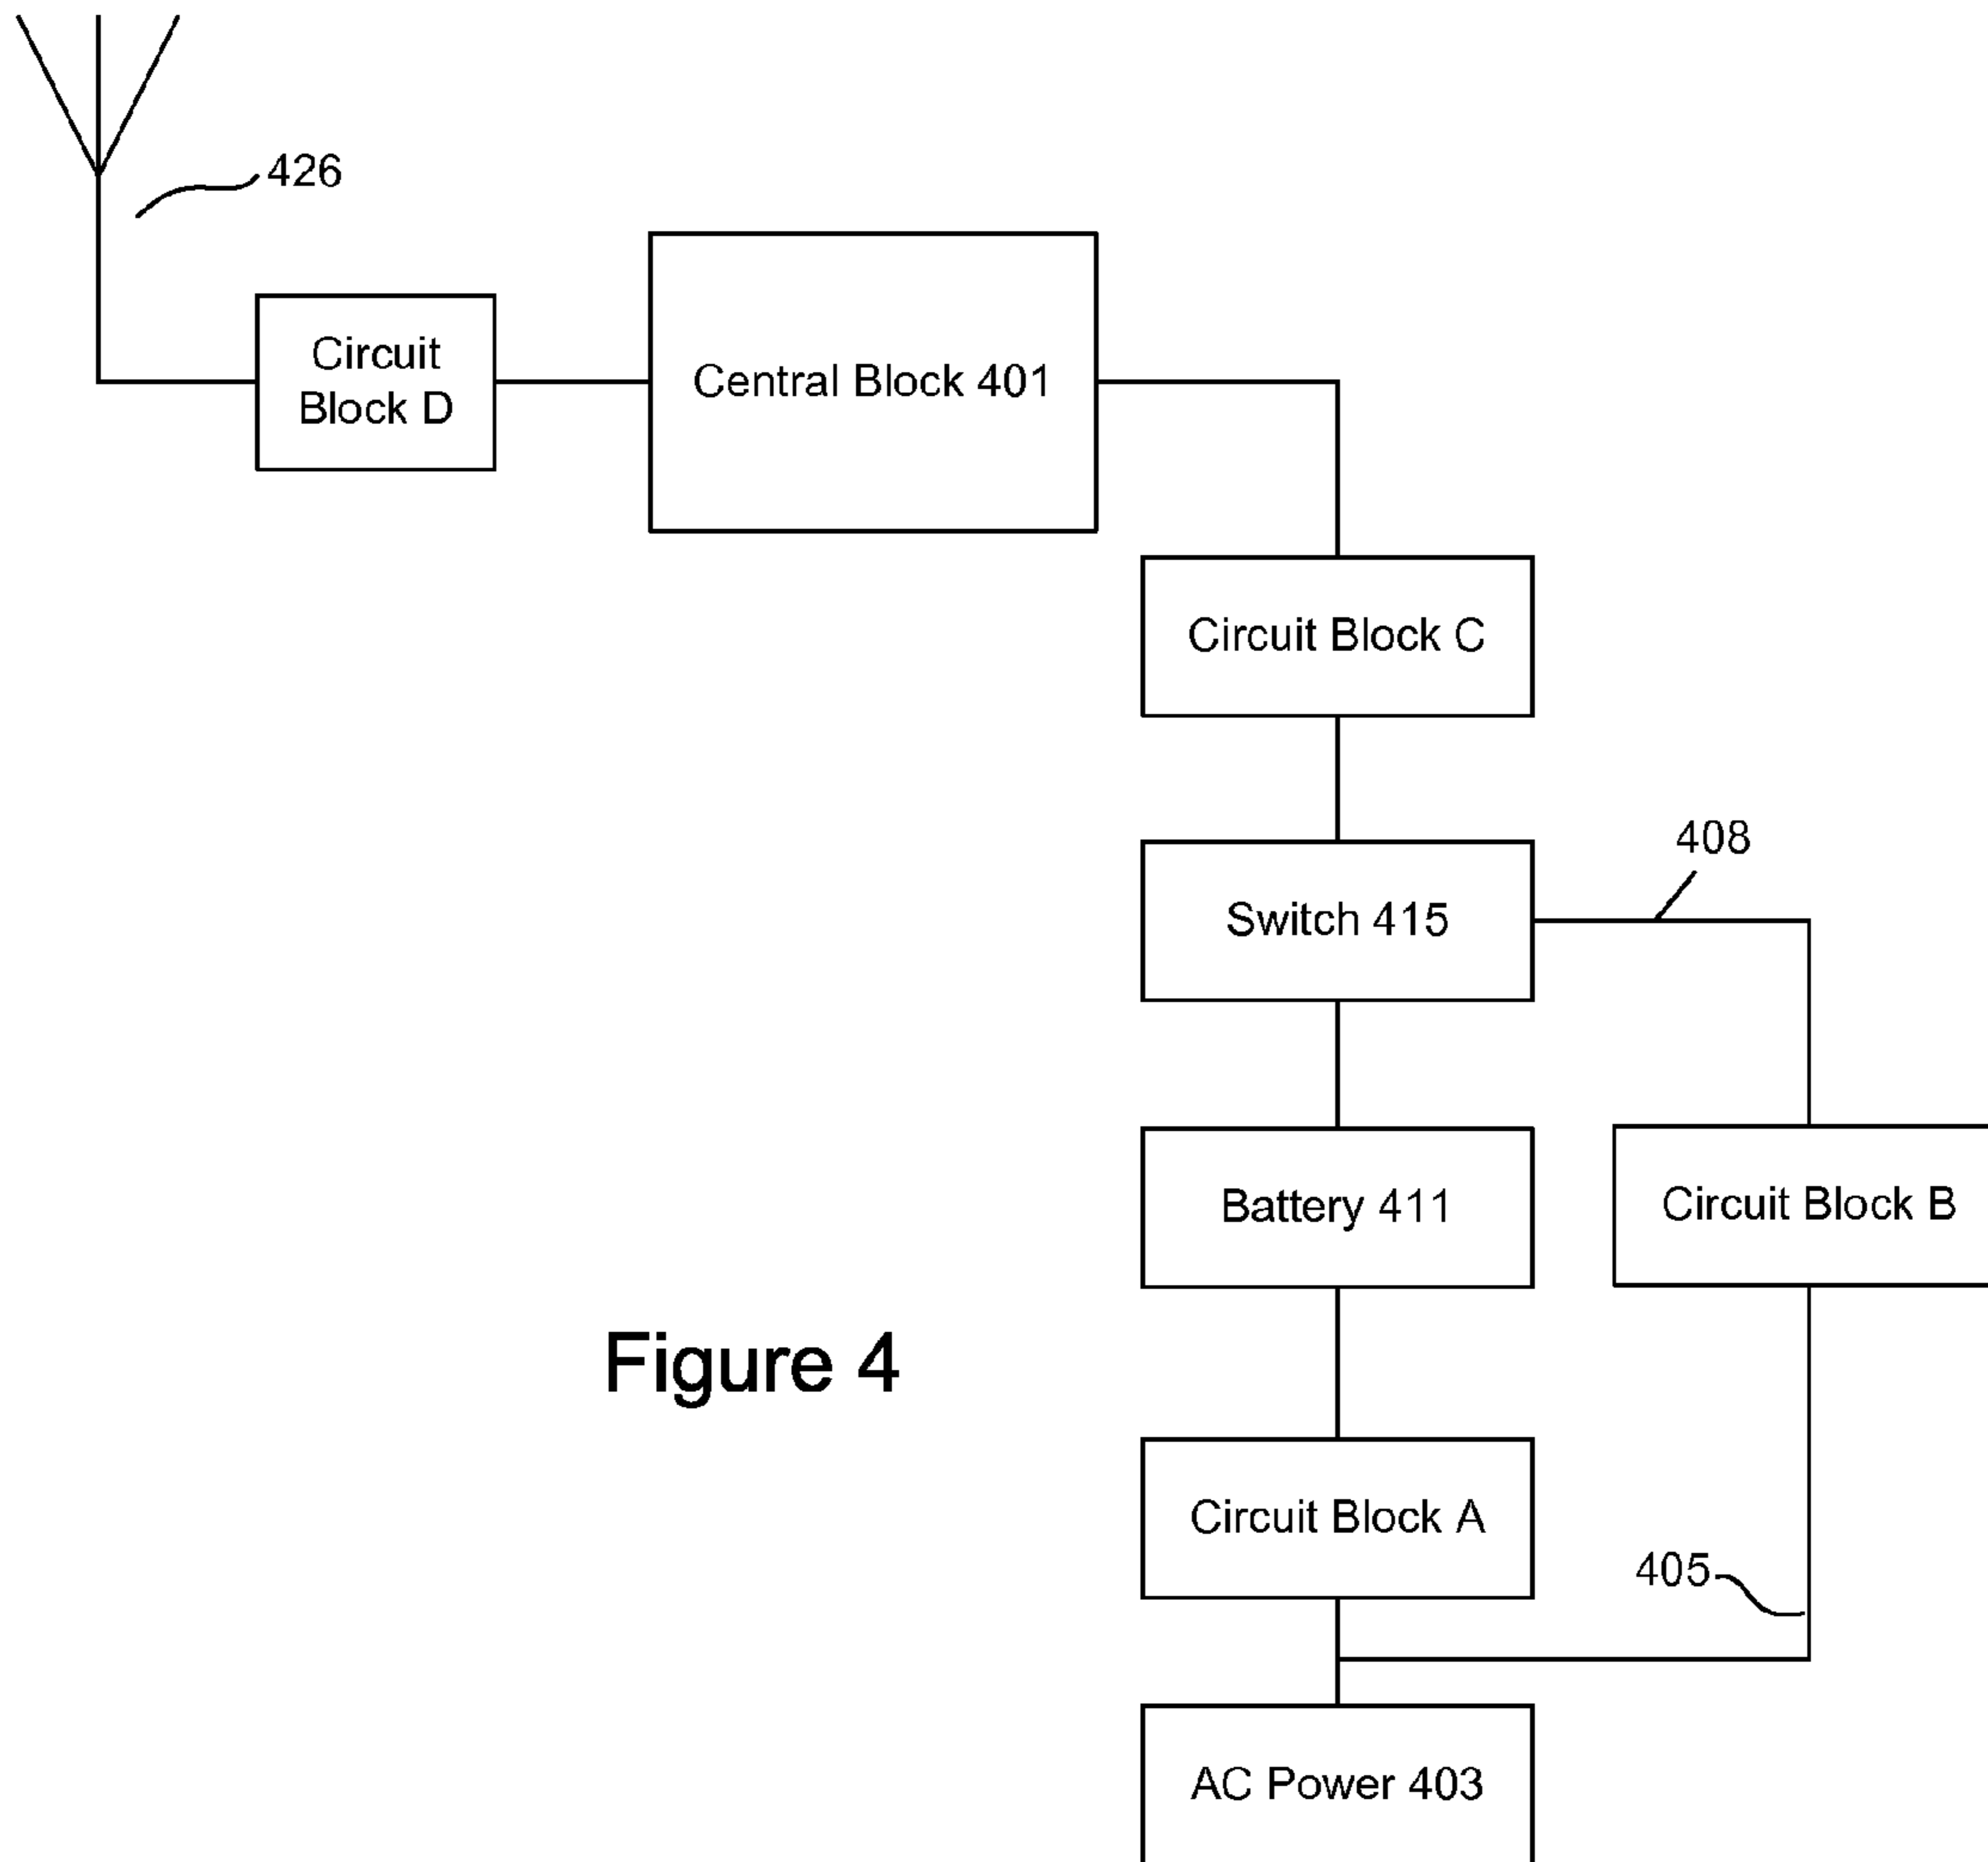 426
Circuit
Block D
Central Block 401
Circuit Block C
408
Switch 415
Battery 411
Circuit Block B
Figure 4
Circuit Block A
405
AC Power 403